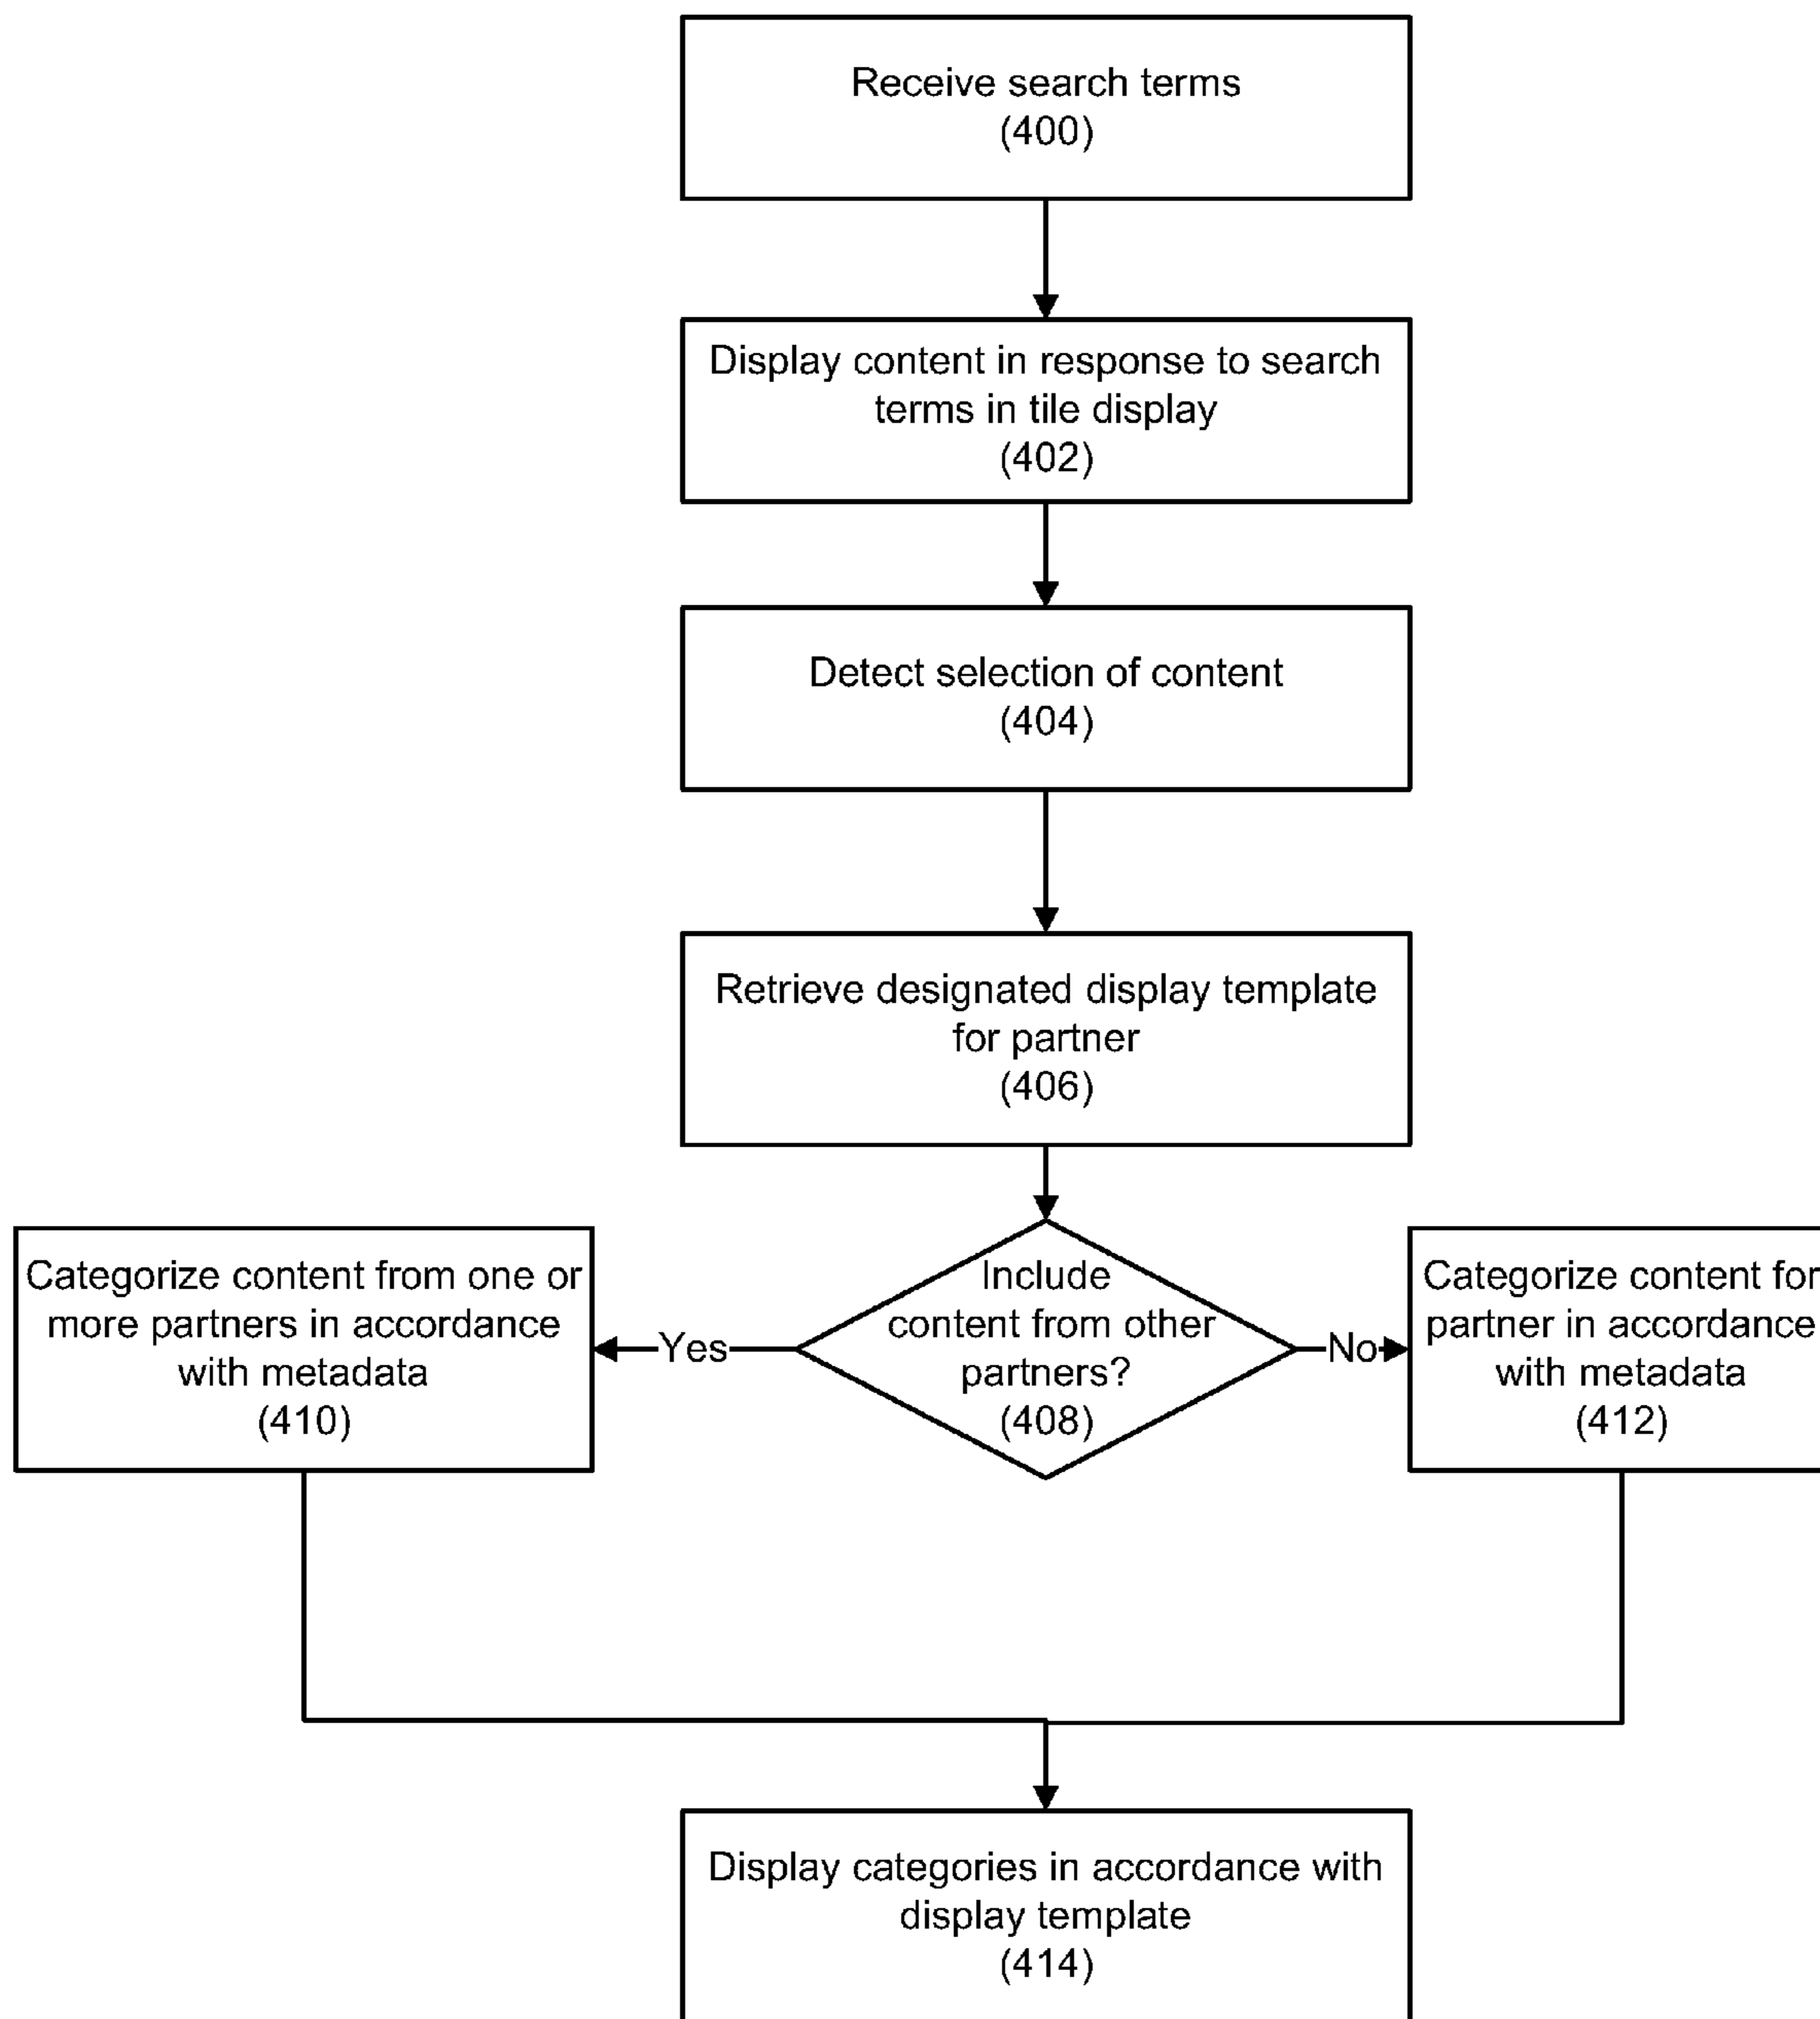 Receive search terms
(400)
Display content in response to search
terms in tile display
(402)
Detect selection of content
(404)
Retrieve designated display template
for partner
(406)
Include
content from other
partners?
(408)
Yes
No
Categorize content from one or
more partners in accordance
with metadata
(410)
Categorize content for
partner in accordance
with metadata
(412)
Display categories in accordance with
display template
(414)